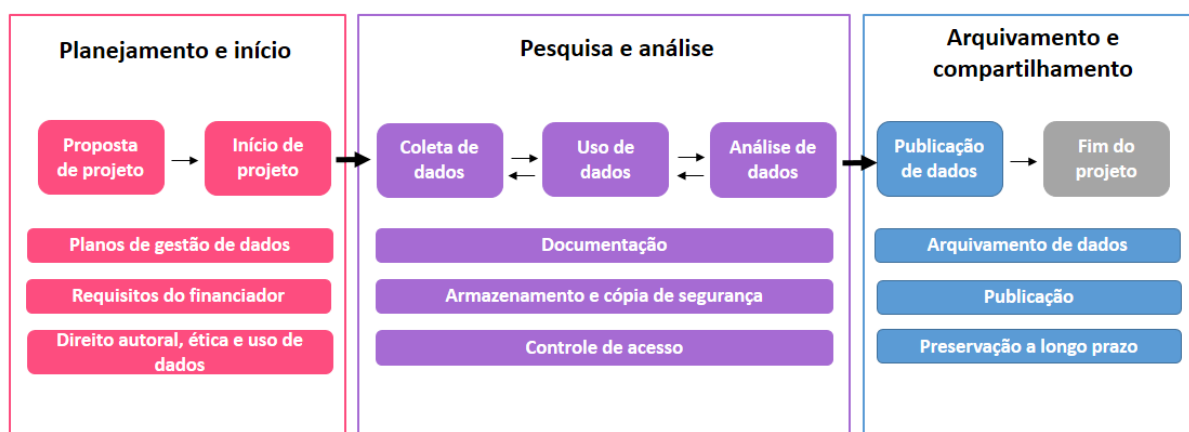 Planejamento e início
Proposta
de projeto
Início de
projeto
Planos de gestão de dados
Requisitos do financiador
Direito autoral, ética e uso de
dados
Pesquisa e análise
Coleta de
dados
Uso de
dados
Análise de
dados
Documentação
Armazenamento e cópia de segurança
Controle de acesso
Arquivamento e
compartilhamento
Publicação
de dados
Fim do
projeto
Arquivamento de dados
Publicação
Preservação a longo prazo